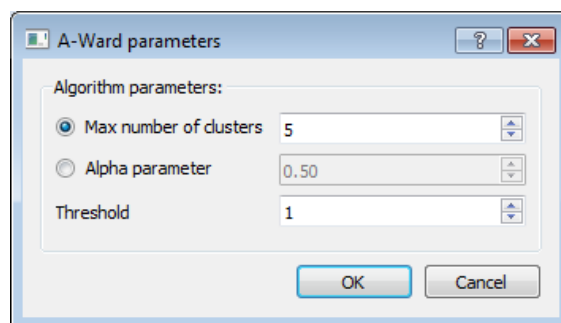 A-Ward parameters
Algorithm parameters:
Max number of clusters 5
Alpha parameter 0.50
Threshold 1
OK Cancel